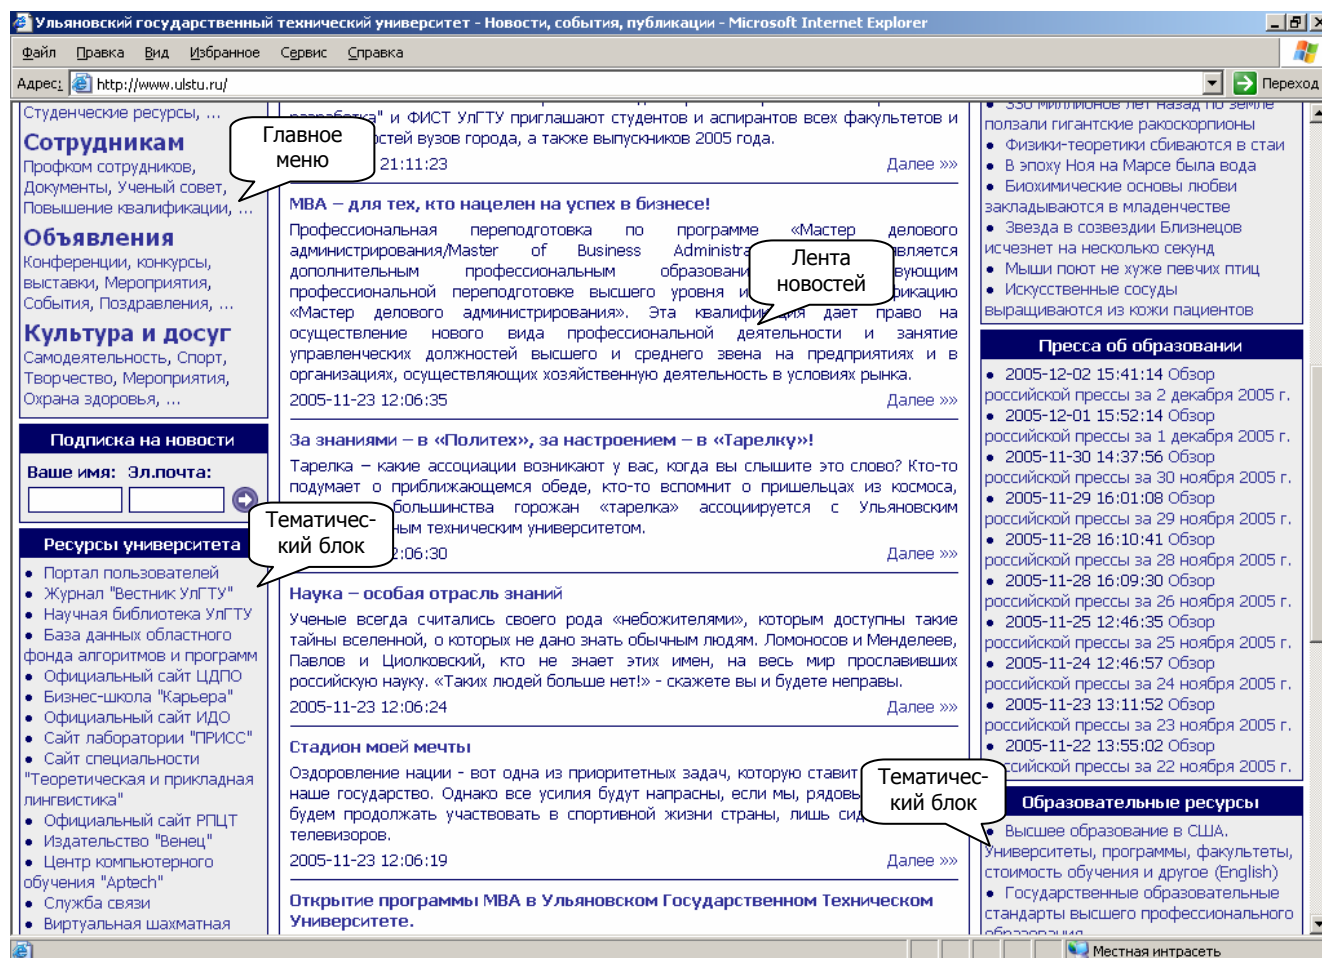 Ульяновский государственный технический университет - Новости, события, публикации - Microsoft Internet Explorer
Файл Правка Вид Избранное Сервис Справка
Адрес: http://www.ulstu.ru/ Переход
Студенческие ресурсы, ...
Сотрудникам
Профком сотрудников,
Документы, Ученый совет,
Повышение квалификации, ...
Объявления
Конференции, конкурсы,
выставки, Мероприятия,
События, Поздравления, ...
Культура и досуг
Самодеятельность, Спорт,
Творчество, Мероприятия,
Охрана здоровья, ...
Главное
меню
Подписка на новости
Ваше имя: Эл.почта:
Ресурсы университета
• Портал пользователей
• Журнал "Вестник УлГТУ"
• Научная библиотека УлГТУ
• База данных областного
фонда алгоритмов и программ
• Официальный сайт ЦДПО
• Бизнес-школа "Карьера"
• Официальный сайт ИДО
• Сайт лаборатории "ПРИСС"
• Сайт специальности
"Теоретическая и прикладная
лингвистика"
• Официальный сайт РПЦТ
• Издательство "Венец"
• Центр компьютерного
обучения "Aptech"
• Служба связи
• Виртуальная шахматная
Тематичес-
кий блок
разработка" и ФИСТ УлГТУ приглашают студентов и аспирантов всех факультетов и
вузов города, а также выпускников 2005 года.
21:11:23 Далее »»
MBA – для тех, кто нацелен на успех в бизнесе!
Профессиональная переподготовка по программе «Мастер делового
администрирования/Master of Business
дополнительным профессиональным
профессиональной переподготовке высшего уровня
«Мастер делового администрирования». Эта квалификация дает право на
осуществление нового вида профессиональной деятельности и занятие
управленческих должностей высшего и среднего звена на предприятиях и в
организациях, осуществляющих хозяйственную деятельность в условиях рынка.
2005-11-23 12:06:35 Далее »»
Лента
новостей
За знаниями – в «Политех», за настроением – в «Тарелку»!
Тарелка – какие ассоциации возникают у вас, когда вы слышите это слово? Кто-то
подумает о приближающемся обеде, кто-то вспомнит о пришельцах из космоса,
большинства горожан «тарелка» ассоциируется с Ульяновским
техническим университетом.
2:06:30 Далее »»
Наука – особая отрасль знаний
Ученые всегда считались своего рода «небожителями», которым доступны такие
тайны вселенной, о которых не дано знать обычным людям. Ломоносов и Менделеев,
Павлов и Циолковский, кто не знает этих имен, на весь мир прославивших
российскую науку. «Таких людей больше нет!» - скажете вы и будете неправы.
2005-11-23 12:06:24 Далее »»
Стадион моей мечты
Оздоровление нации - вот одна из приоритетных задач, которую ставит
наше государство. Однако все усилия будут напрасны, если мы, рядовы
будем продолжать участвовать в спортивной жизни страны, лишь сид
телевизоров.
2005-11-23 12:06:19 Далее »»
Открытие программы MBA в Ульяновском Государственном Техническом
Университете.
• 330 миллионов лет назад по земле
ползали гигантские ракоскорпионы
• Физики-теоретики сбиваются в стаи
• В эпоху Ноя на Марсе была вода
• Биохимические основы любви
закладываются в младенчестве
• Звезда в созвездии Близнецов
исчезнет на несколько секунд
• Мыши поют не хуже певчих птиц
• Искусственные сосуды
выращиваются из кожи пациентов
Пресса об образовании
• 2005-12-02 15:41:14 Обзор
российской прессы за 2 декабря 2005 г.
• 2005-12-01 15:52:14 Обзор
российской прессы за 1 декабря 2005 г.
• 2005-11-30 14:37:56 Обзор
российской прессы за 30 ноября 2005 г.
• 2005-11-29 16:01:08 Обзор
российской прессы за 29 ноября 2005 г.
• 2005-11-28 16:10:41 Обзор
российской прессы за 28 ноября 2005 г.
• 2005-11-28 16:09:30 Обзор
российской прессы за 26 ноября 2005 г.
• 2005-11-25 12:46:35 Обзор
российской прессы за 25 ноября 2005 г.
• 2005-11-24 12:46:57 Обзор
российской прессы за 24 ноября 2005 г.
• 2005-11-23 13:11:52 Обзор
российской прессы за 23 ноября 2005 г.
• 2005-11-22 13:55:02 Обзор
российской прессы за 22 ноября 2005 г.
Тематичес-
кий блок
Образовательные ресурсы
• Высшее образование в США.
Университеты, программы, факультеты,
стоимость обучения и другое (English)
• Государственные образовательные
стандарты высшего профессионального
образования
Местная интрасеть